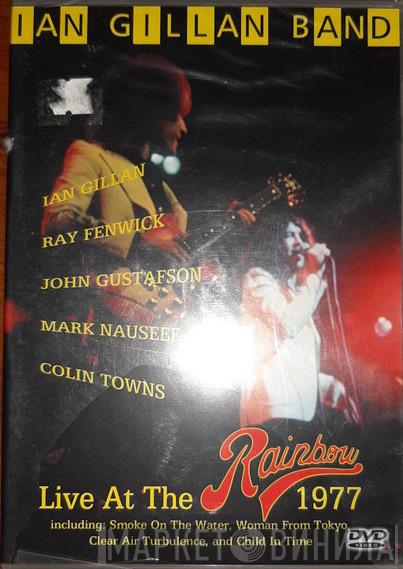 IAN GILLAN BAND
IAN GILLAN
RAY FENWICK
JOHN GUSTAFSON
MARK NAUSEEF
COLIN TOWNS
Live At The Rainbow 1977
including: Smoke On The Water, Woman From Tokyo,
Clear Air Turbulence, and Child In Time
DVD
VIDEO
МАРКЕТ ВИНИЛА